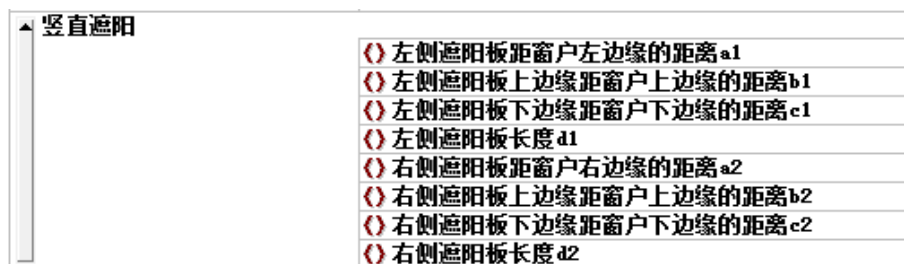 竖直遮阳
左侧遮阳板距窗户左边缘的距离a1
左侧遮阳板上边缘距窗户上边缘的距离b1
左侧遮阳板下边缘距窗户下边缘的距离c1
左侧遮阳板长度d1
右侧遮阳板距窗户右边缘的距离a2
右侧遮阳板上边缘距窗户上边缘的距离b2
右侧遮阳板下边缘距窗户下边缘的距离c2
右侧遮阳板长度d2